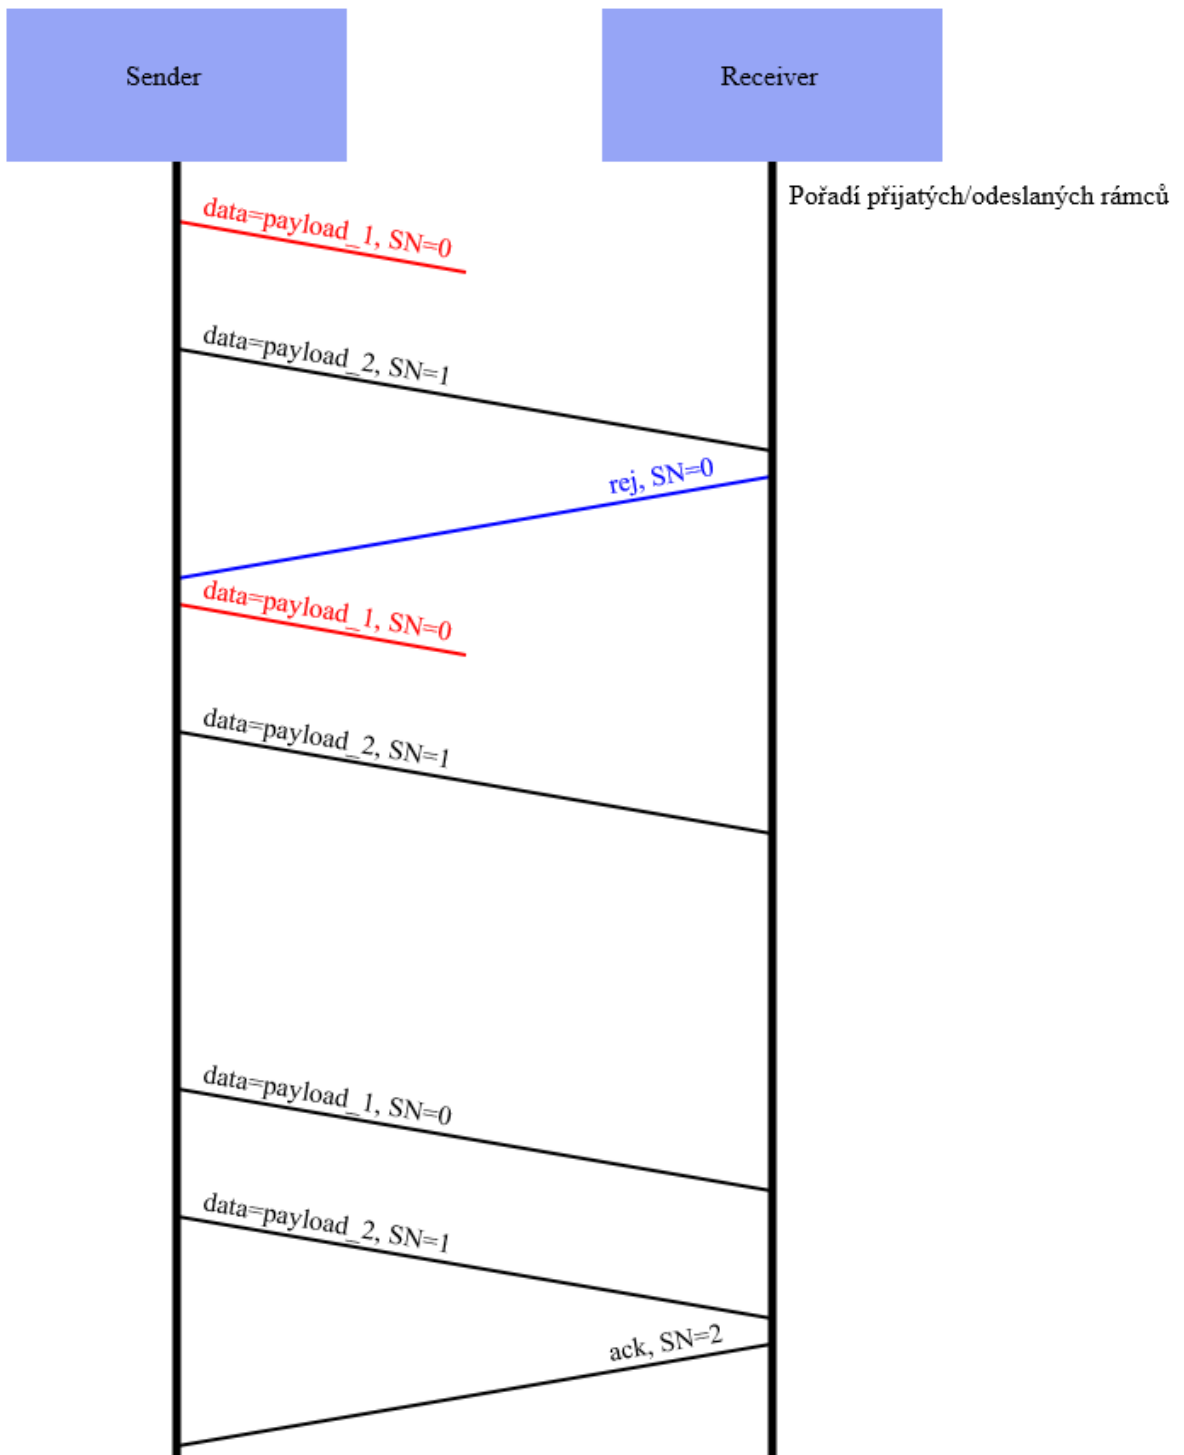 Sender
Receiver
Pořadí přijatých/odeslaných rámců
data=payload_1, SN=0
data=payload_2, SN=1
rej, SN=0
data=payload_1, SN=0
data=payload_2, SN=1
data=payload_1, SN=0
data=payload_2, SN=1
ack, SN=2